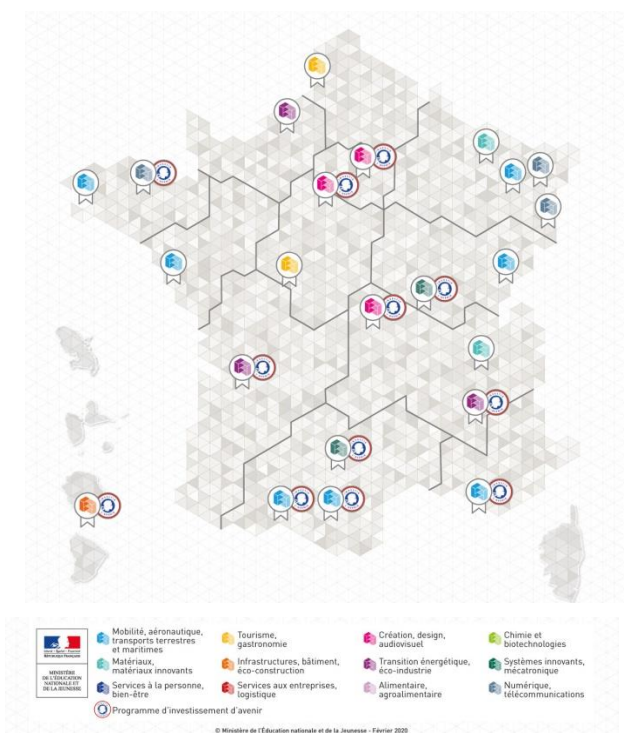 Mobilité, aéronautique,
transports terrestres
et maritimes
Matériaux,
matériaux innovants
Services à la personne,
bien-être
Tourisme,
gastronomie
Infrastructures, bâtiment,
éco-construction
Services aux entreprises,
logistique
Création, design,
audiovisuel
Transition énergétique,
éco-industrie
Alimentaire,
agroalimentaire
Chimie et
biotechnologies
Systèmes innovants,
mécatronique
Numérique,
télécommunications
Programme d'investissement d'avenir
MINISTÈRE
DE L'ÉDUCATION
NATIONALE ET
DE LA JEUNESSE
© Ministère de l'Éducation nationale et de la Jeunesse - Février 2020